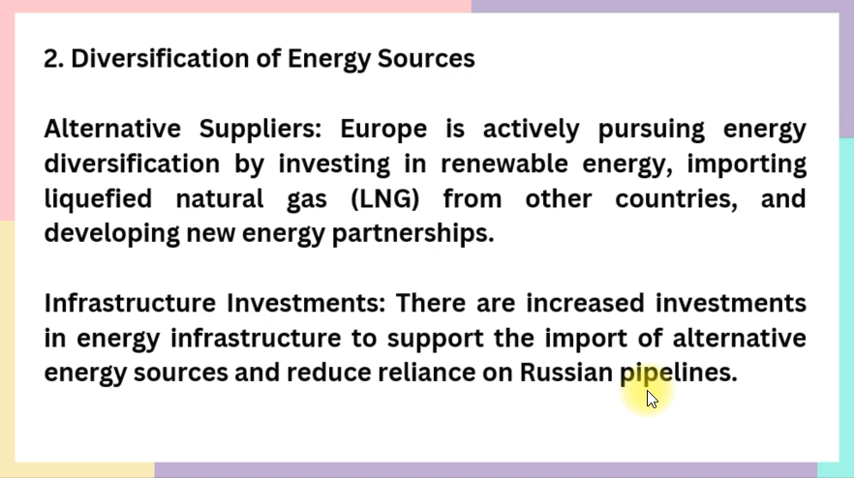 2. Diversification of Energy Sources
Alternative Suppliers: Europe is actively pursuing energy
diversification by investing in renewable energy, importing
liquefied natural gas (LNG) from other countries, and
developing new energy partnerships.
Infrastructure Investments: There are increased investments
in energy infrastructure to support the import of alternative
energy sources and reduce reliance on Russian pipelines.